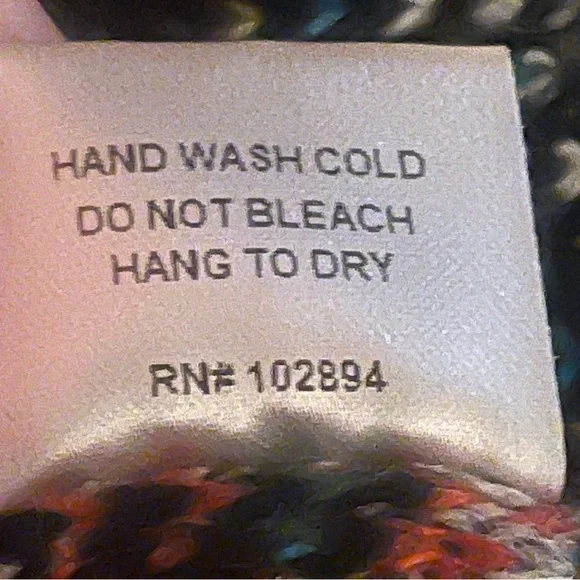 HAND WASH COLD
DO NOT BLEACH
HANG TO DRY
RN# 102894